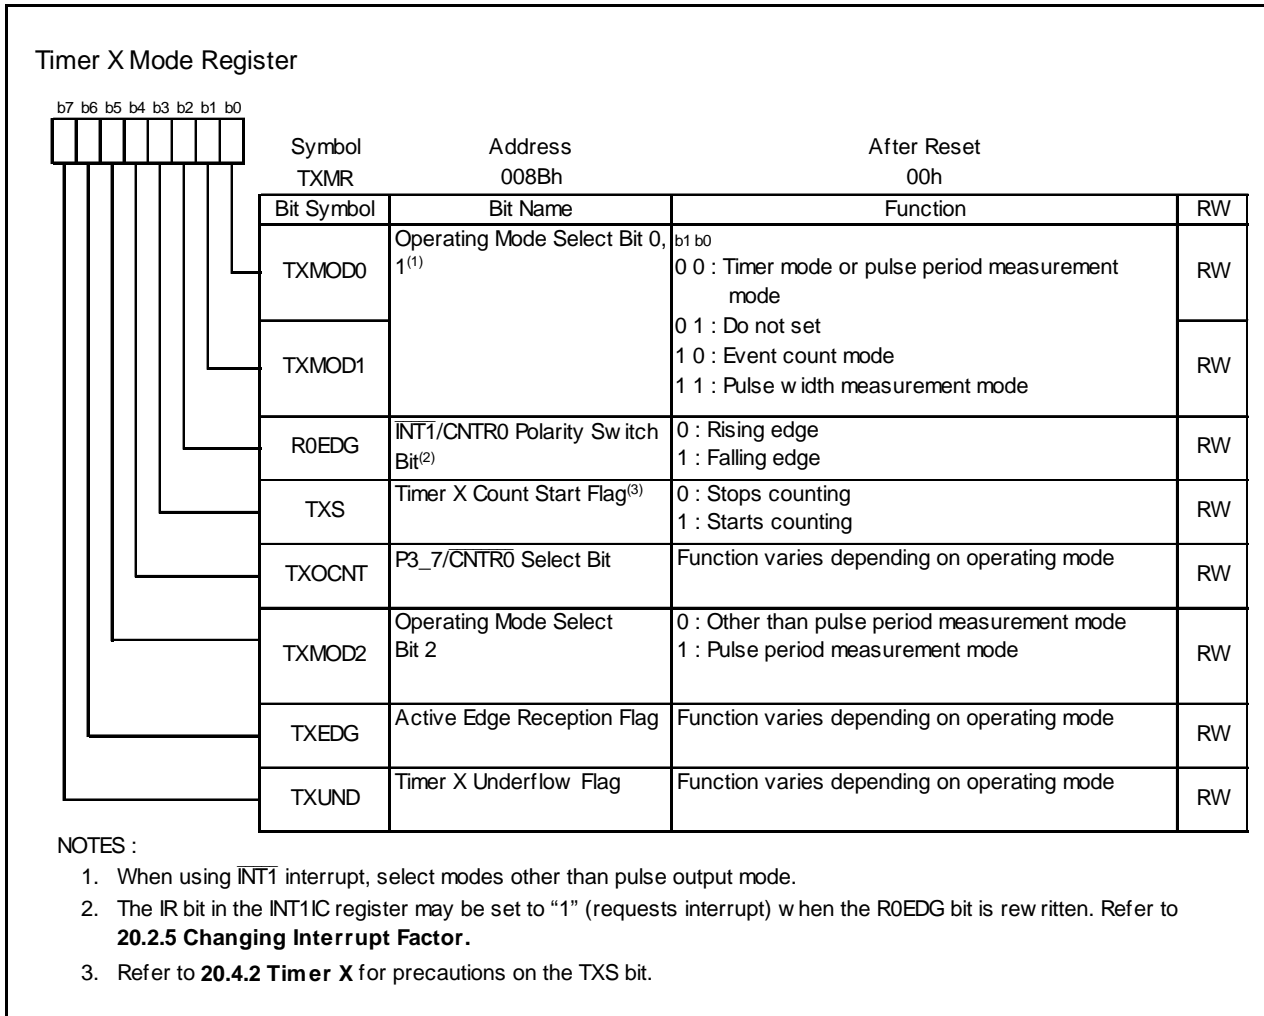 Timer X Mode Register
b7 b6 b5 b4 b3 b2 b1 b0
Symbol Address After Reset
TXMR 008Bh 00h
Bit Symbol Bit Name Function RW
TXMOD0 Operating Mode Select Bit 0, 1(1) b1 b0
0 0 : Timer mode or pulse period measurement
mode
RW
0 1 : Do not set
TXMOD1 1 0 : Event count mode RW
1 1 : Pulse width measurement mode
R0EDG INT1/CNTR0 Polarity Switch Bit(2) 0 : Rising edge
1 : Falling edge RW
TXS Timer X Count Start Flag(3) 0 : Stops counting
1 : Starts counting RW
TXOCNT P3_7/CNTR0 Select Bit Function varies depending on operating mode RW
TXMOD2 Operating Mode Select Bit 2 0 : Other than pulse period measurement mode
1 : Pulse period measurement mode RW
TXEDG Active Edge Reception Flag Function varies depending on operating mode RW
TXUND Timer X Underflow Flag Function varies depending on operating mode RW
NOTES :
1. When using INT1 interrupt, select modes other than pulse output mode.
2. The IR bit in the INT1IC register may be set to “1” (requests interrupt) when the R0EDG bit is rewritten. Refer to
20.2.5 Changing Interrupt Factor.
3. Refer to 20.4.2 Timer X for precautions on the TXS bit.